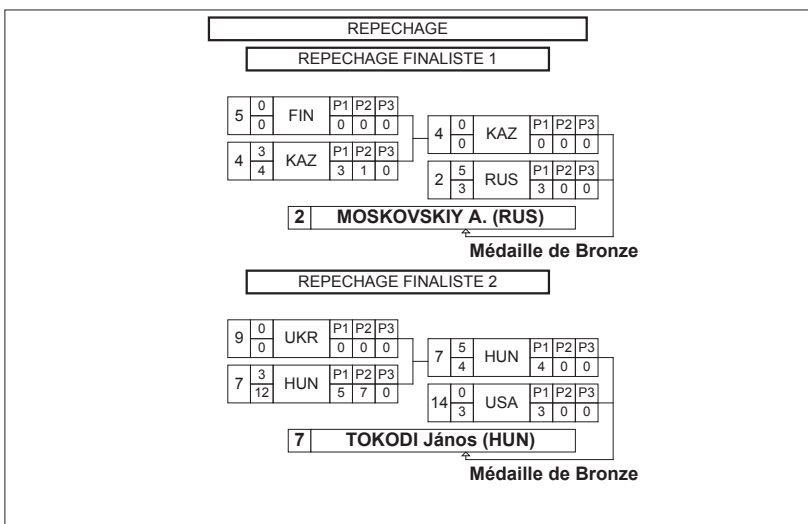 REPECHAGE
REPECHAGE FINALISTE 1
5 0 0 FIN P1 P2 P3 0 0 0
4 3 4 KAZ P1 P2 P3 3 1 0
4 0 0 KAZ P1 P2 P3 0 0 0
2 5 3 RUS P1 P2 P3 3 0 0
2 MOSKOVSKIY A. (RUS)
Médaille de Bronze
REPECHAGE FINALISTE 2
9 0 0 UKR P1 P2 P3 0 0 0
7 3 12 HUN P1 P2 P3 5 7 0
7 5 4 HUN P1 P2 P3 4 0 0
14 0 3 USA P1 P2 P3 3 0 0
7 TOKODI János (HUN)
Médaille de Bronze